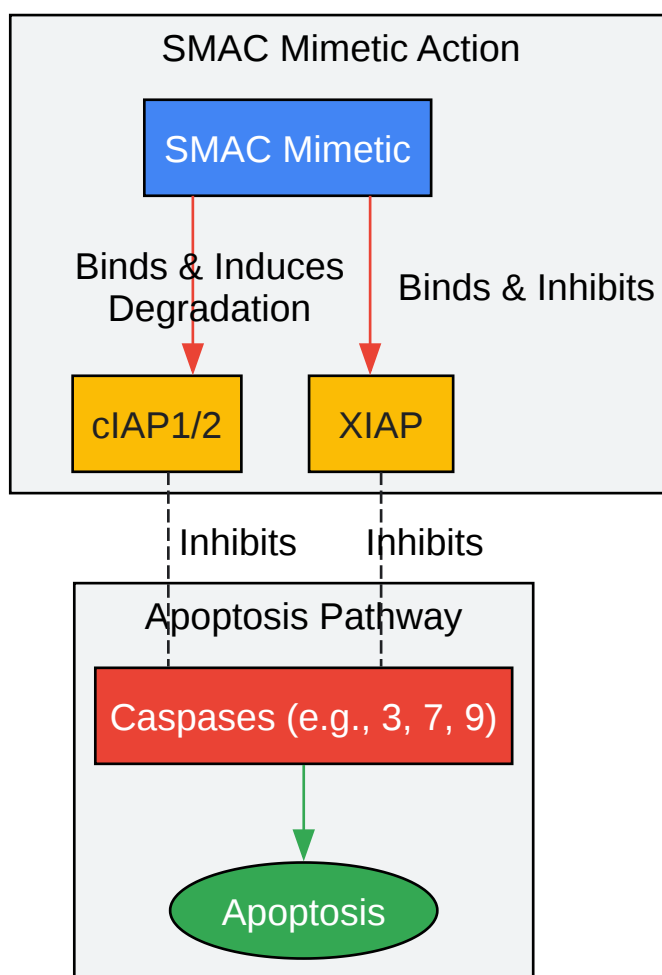 SMAC Mimetic Action
SMAC Mimetic
Binds & Induces
Degradation
Binds & Inhibits
cIAP1/2
XIAP
Inhibits
Inhibits
Apoptosis Pathway
Caspases (e.g., 3, 7, 9)
Apoptosis